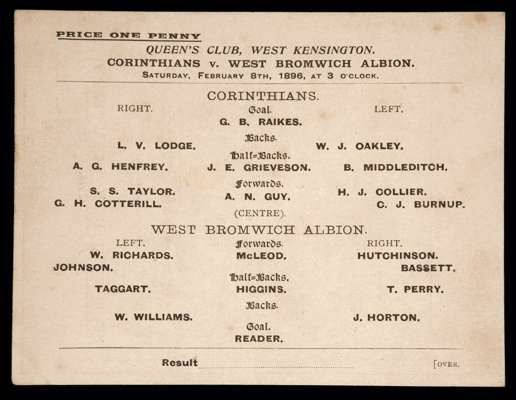 PRICE ONE PENNY
QUEEN'S CLUB, WEST KENSINGTON.
CORINTHIANS v. WEST BROMWICH ALBION.
SATURDAY, FEBRUARY 8TH, 1896, AT 3 O'CLOCK.
CORINTHIANS.
RIGHT. Goal. LEFT.
G. B. RAIKES.
Backs.
L. V. LODGE. W. J. OAKLEY.
Half=Backs.
A. G. HENFREY. J. E. GRIEVESON. B. MIDDLEDITCH.
Forwards.
S. S. TAYLOR. A. N. GUY. H. J. COLLIER.
G. H. COTTERILL. C. J. BURNUP.
(CENTRE).
WEST BROMWICH ALBION.
LEFT. Forwards. RIGHT.
W. RICHARDS. McLEOD. HUTCHINSON.
JOHNSON. BASSETT.
Half=Backs.
TAGGART. HIGGINS. T. PERRY.
Backs.
W. WILLIAMS. J. HORTON.
Goal.
READER.
Result
[OVER.